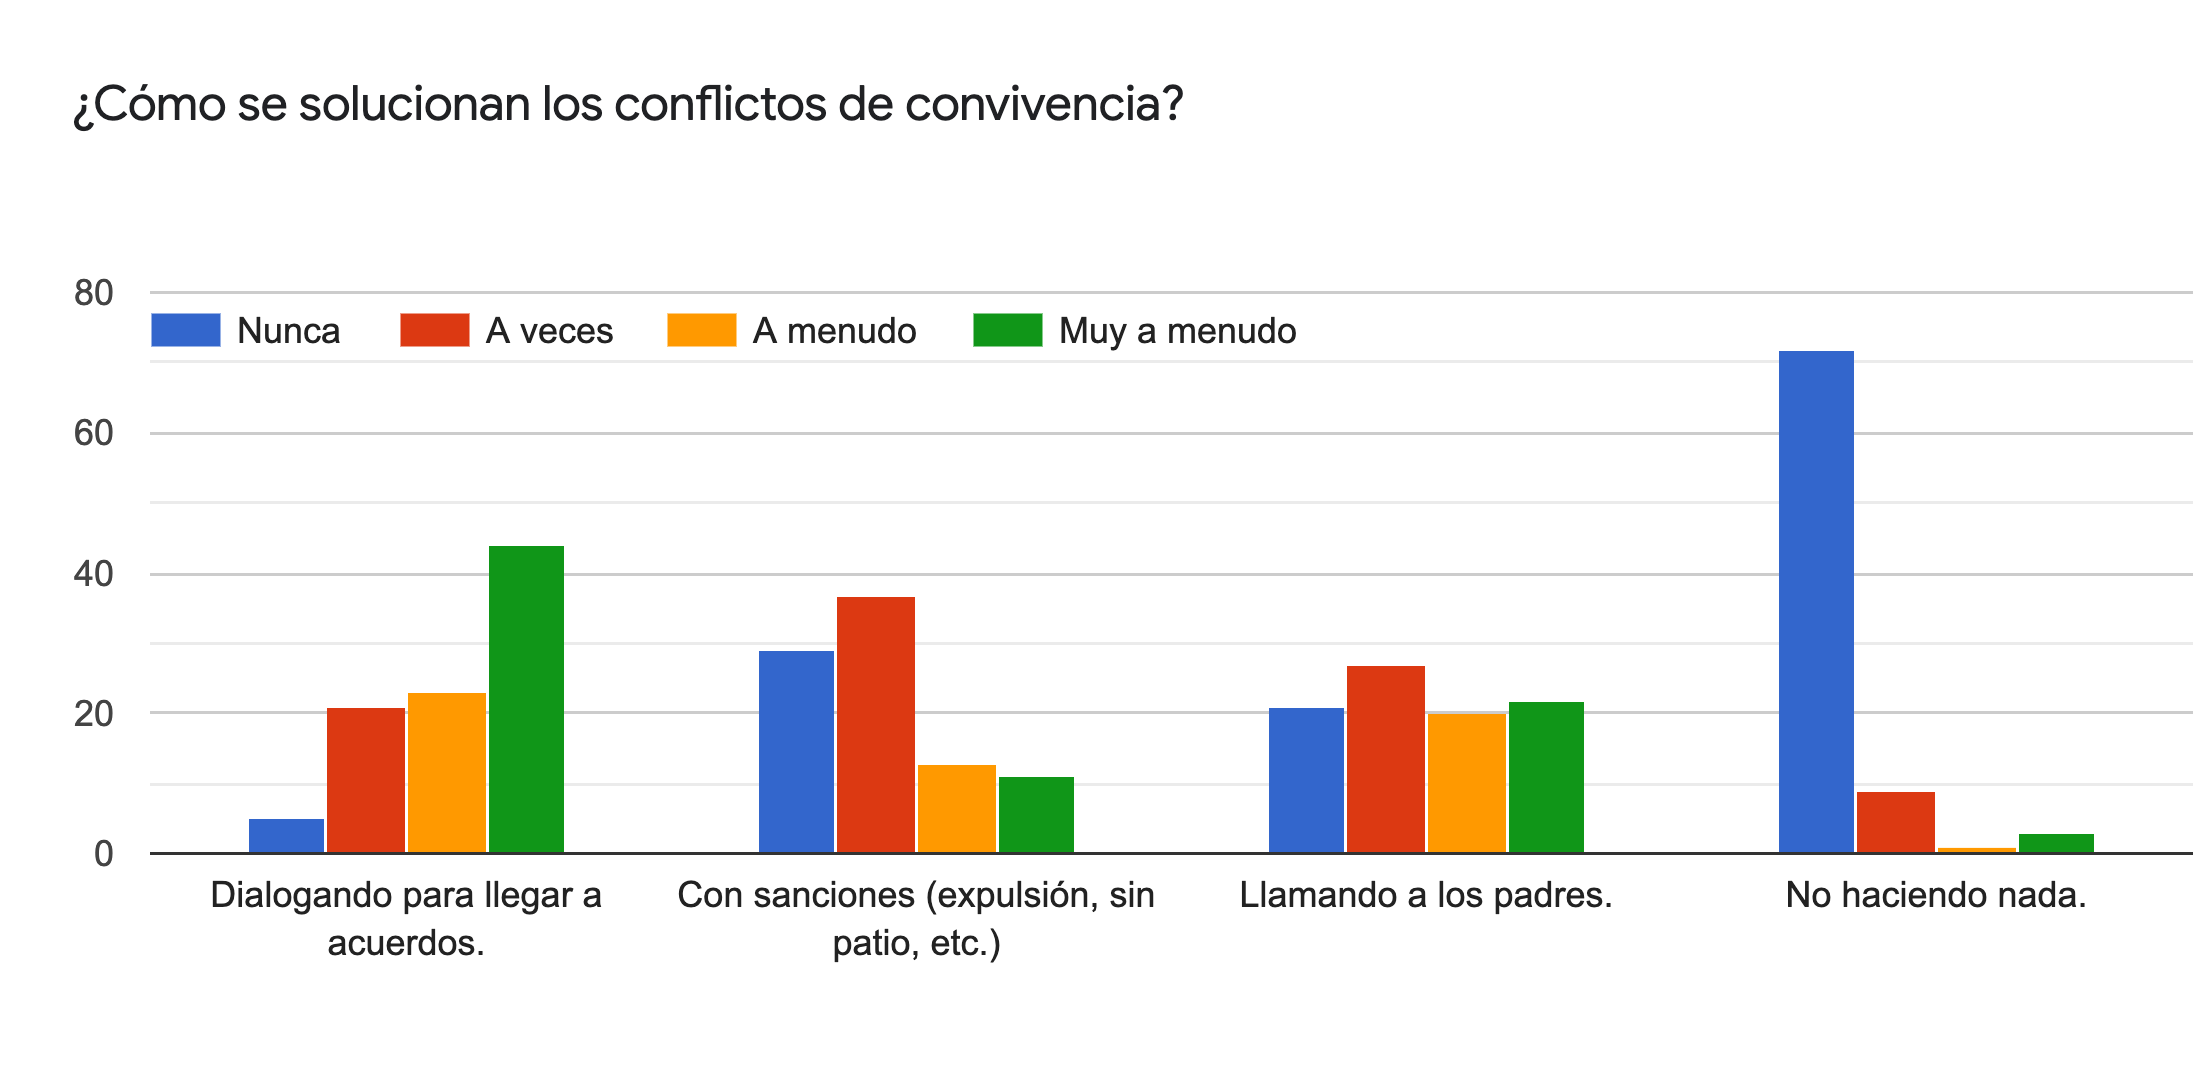 ¿Cómo se solucionan los conflictos de convivencia?
80
Nunca A veces A menudo Muy a menudo
60
40
20
0
Dialogando para llegar a acuerdos.
Con sanciones (expulsión, sin patio, etc.)
Llamando a los padres.
No haciendo nada.